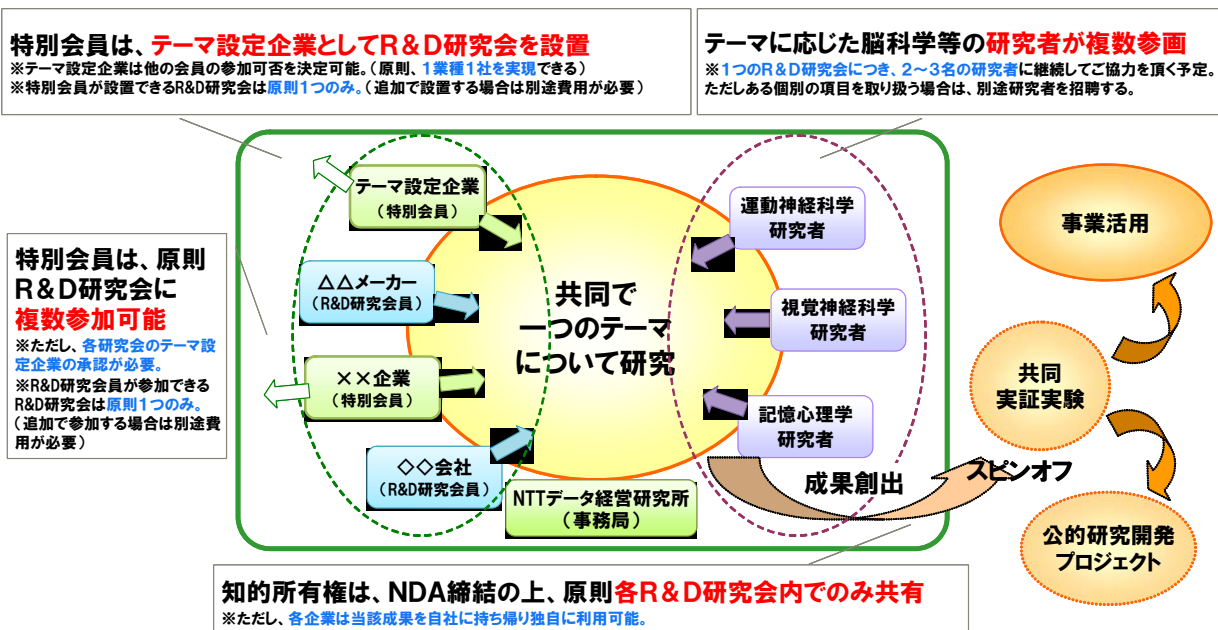 特別会員は、テーマ設定企業としてR&D研究会を設置
※テーマ設定企業は他の会員の参加可否を決定可能。（原則、1業種1社を実現できる）
※特別会員が設置できるR&D研究会は原則1つのみ。（追加で設置する場合は別途費用が必要）
テーマに応じた脳科学等の研究者が複数参画
※1つのR&D研究会につき、2～3名の研究者に継続してご協力を頂く予定。
ただしある個別の項目を取り扱う場合は、別途研究者を招聘する。
特別会員は、原則
R&D研究会に
複数参加可能
※ただし、各研究会のテーマ設
定企業の承認が必要。
※R&D研究会員が参加できる
R&D研究会は原則1つのみ。
（追加で参加する場合は別途費
用が必要）
テーマ設定企業
（特別会員）
△△メーカー
（R&D研究会員）
××企業
（特別会員）
◇◇会社
（R&D研究会員）
共同で
一つのテーマ
について研究
NTTデータ経営研究所
（事務局）
運動神経科学
研究者
視覚神経科学
研究者
記憶心理学
研究者
成果創出
スピンオフ
事業活用
共同
実証実験
公的研究開発
プロジェクト
知的所有権は、NDA締結の上、原則各R&D研究会内でのみ共有
※ただし、各企業は当該成果を自社に持ち帰り独自に利用可能。